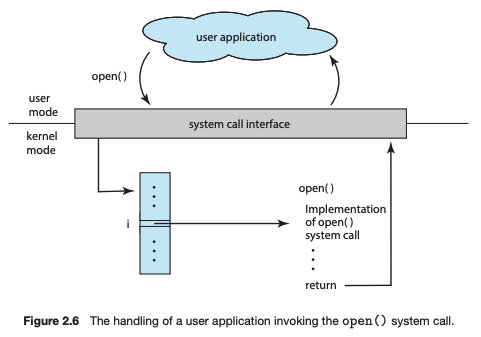 user application
open()
user
mode
system call interface
kernel
mode
i
open()
Implementation
of open()
system call
return
Figure 2.6 The handling of a user application invoking the open() system call.